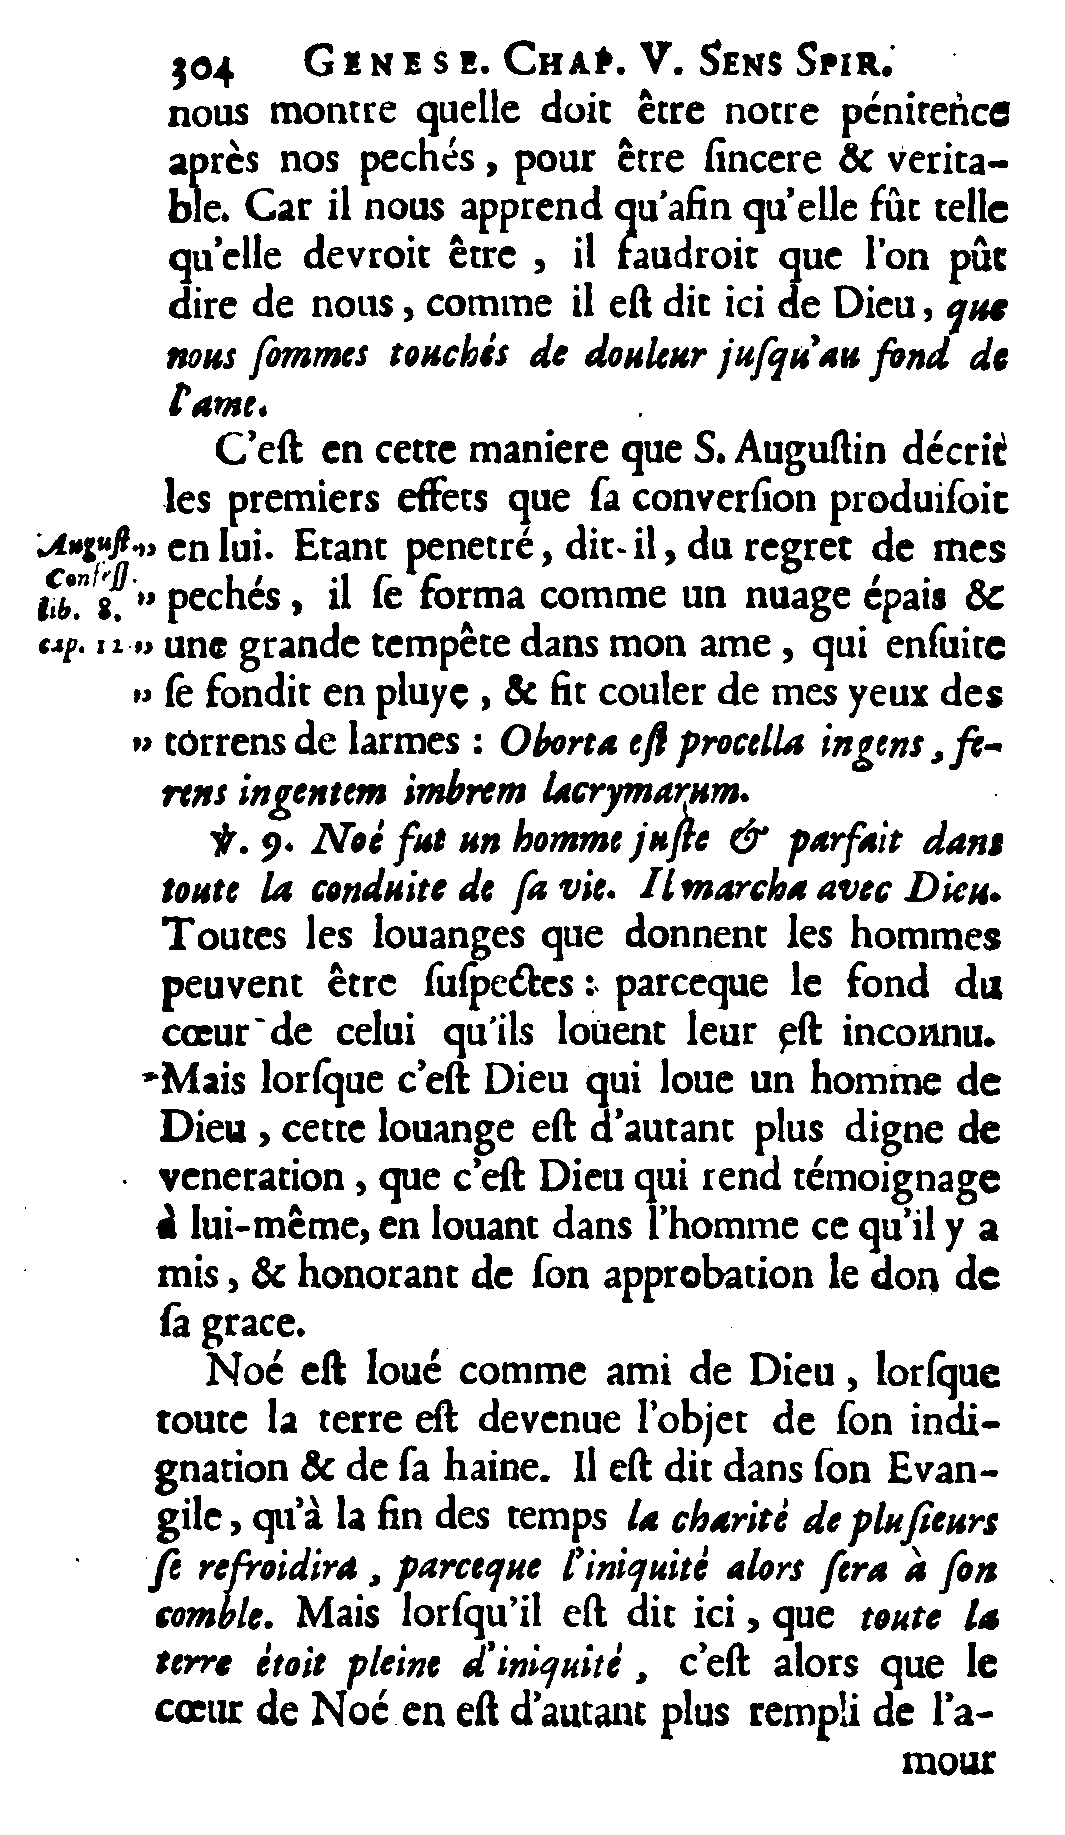 304 GENESE. CHAP. V. SENS SPIR.
nous montre quelle doit être notre pénitence
après nos pechés, pour être ſincere & verita-
ble. Car il nous apprend qu'afin qu'elle fût telle
qu'elle devroit être, il faudroit que l'on pût
dire de nous, comme il eſt dit ici de Dieu, que
nous ſommes touchés de douleur juſqu'au fond de
l'ame.
C'eſt en cette maniere que S. Auguſtin décrit
les premiers effets que ſa converſion produiſoit
Auguſt. „ en lui. Etant penetré, dit-il, du regret de mes
Confeſſ.
lib. 8. „ pechés, il ſe forma comme un nuage épais &
cap. 12. „ une grande tempête dans mon ame, qui enſuite
„ ſe fondit en pluye, & fit couler de mes yeux des
„ torrens de larmes : Oborta eſt procella ingens, fe-
rens ingentem imbrem lacrymarum.
℣. 9. Noé fut un homme juſte & parfait dans
toute la conduite de ſa vie. Il marcha avec Dieu.
Toutes les louanges que donnent les hommes
peuvent être ſuſpectes : parceque le fond du
cœur de celui qu'ils louent leur eſt inconnu.
Mais lorſque c'eſt Dieu qui loue un homme de
Dieu, cette louange eſt d'autant plus digne de
veneration, que c'eſt Dieu qui rend témoignage
à lui-même, en louant dans l'homme ce qu'il y a
mis, & honorant de ſon approbation le don de
ſa grace.
Noé eſt loué comme ami de Dieu, lorſque
toute la terre eſt devenue l'objet de ſon indi-
gnation & de ſa haine. Il eſt dit dans ſon Evan-
gile, qu'à la fin des temps la charité de pluſieurs
ſe refroidira, parceque l'iniquité alors ſera à ſon
comble. Mais lorſqu'il eſt dit ici, que toute la
terre étoit pleine d'iniquité, c'eſt alors que le
cœur de Noé en eſt d'autant plus rempli de l'a-
mour